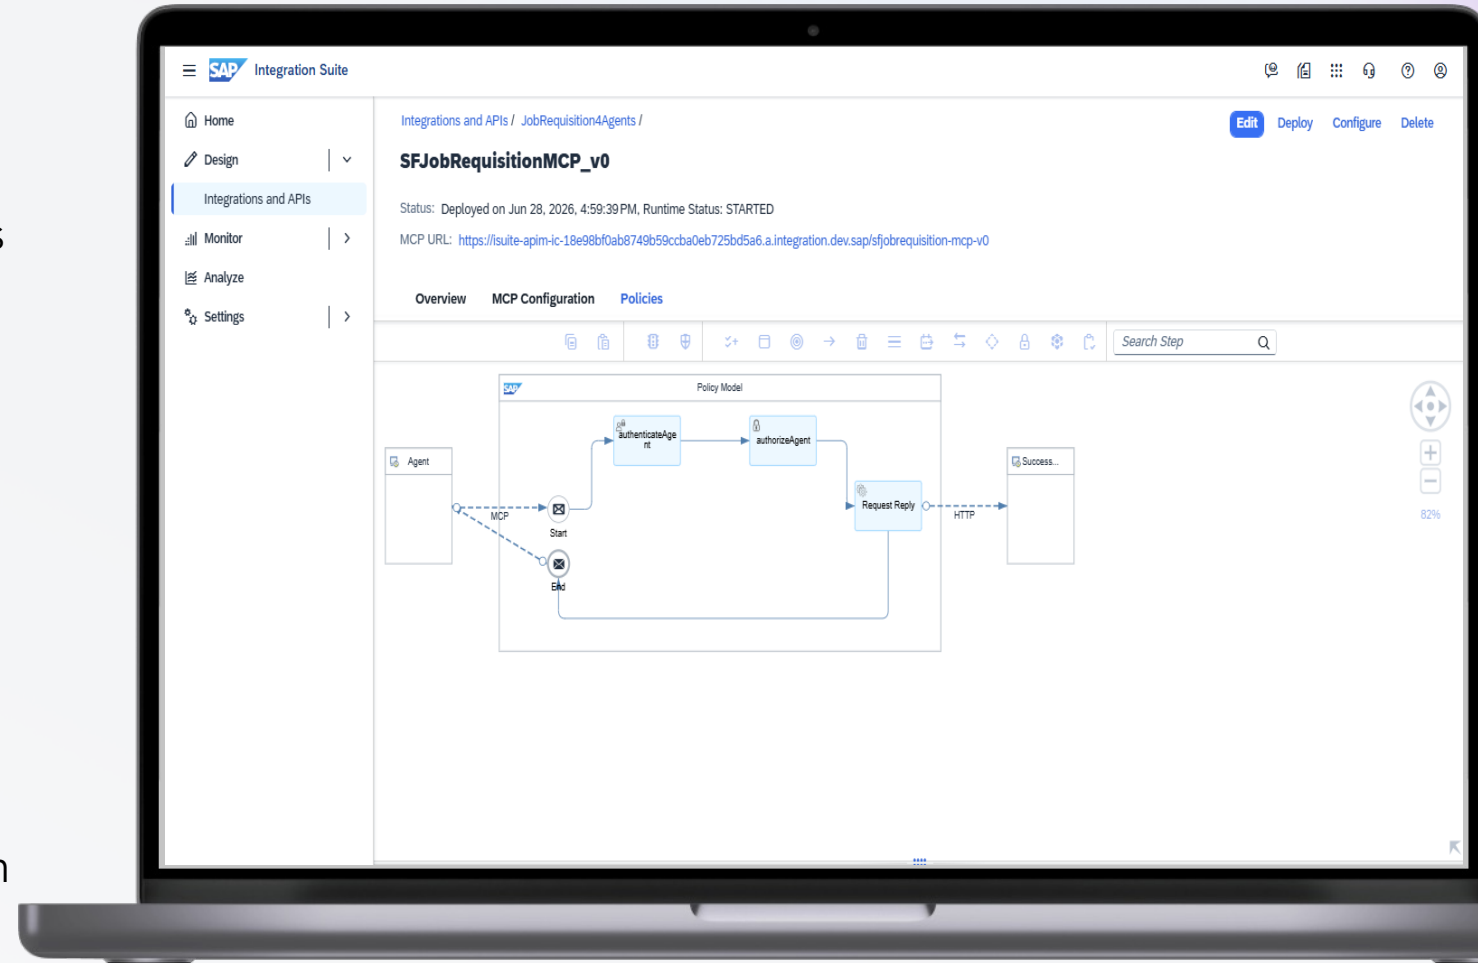 SAP Integration Suite
Home
Design
Integrations and APIs
Monitor
Analyze
Settings
Integrations and APIs / JobRequisition4Agents /
Edit Deploy Configure Delete
SFJobRequisitionMCP_v0
Status: Deployed on Jun 28, 2026, 4:59:39 PM, Runtime Status: STARTED
MCP URL: https://isuite-apim-ic-18e98bf0ab8749b59ccba0eb725bd5a6.a.integration.dev.sap/sfjobrequisition-mcp-v0
Overview MCP Configuration Policies
Search Step
SAP Policy Model
authenticateAge
nt
authorizeAgent
Agent
Success...
Request Reply
MCP
HTTP
Start
End
82%
s
n